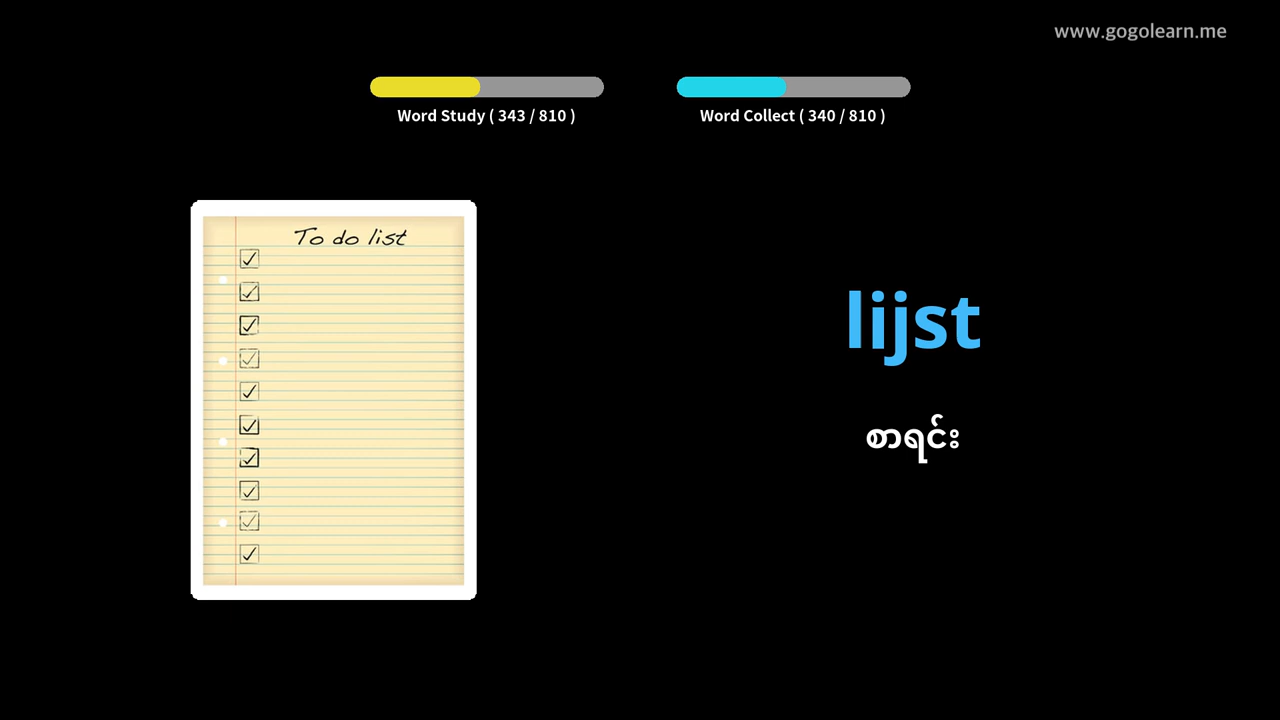 www.gogolearn.me
Word Study ( 343 / 810 )
Word Collect ( 340 / 810 )
To do list
lijst
စာရင်း